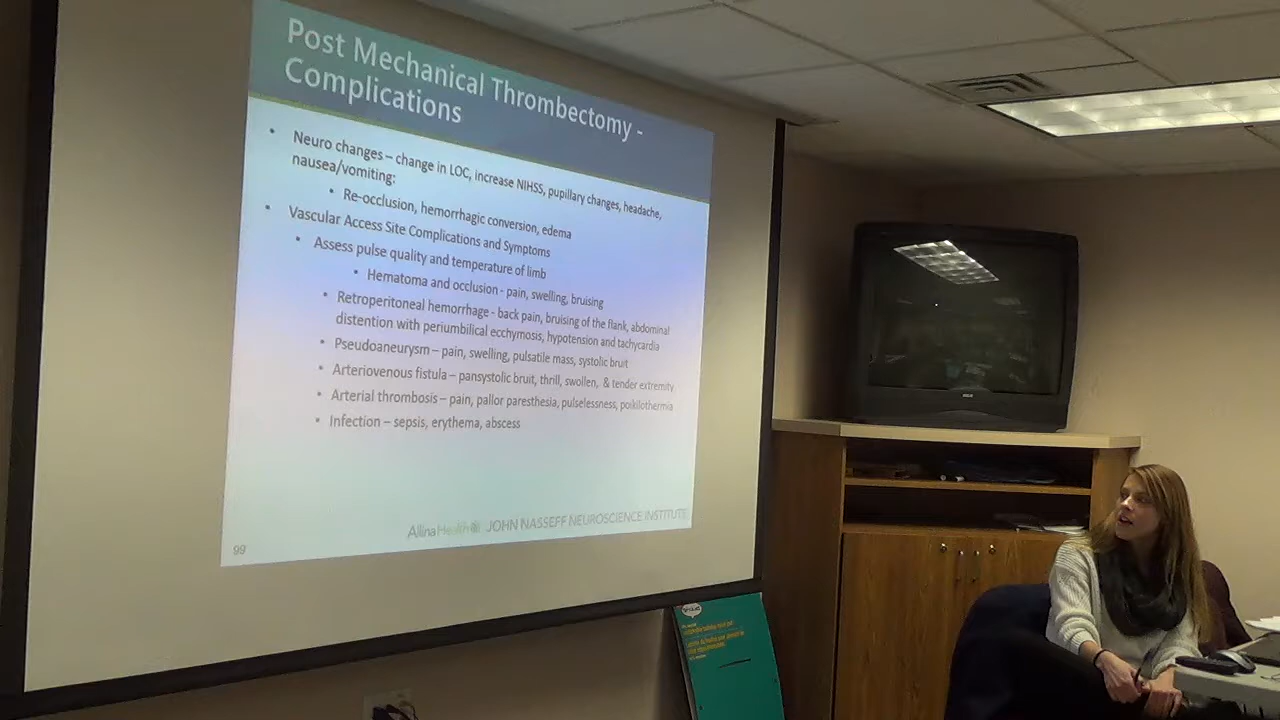 Post Mechanical Thrombectomy -
Complications
• Neuro changes – change in LOC, increase NIHSS, pupillary changes, headache,
nausea/vomiting:
• Re-occlusion, hemorrhagic conversion, edema
• Vascular Access Site Complications and Symptoms
• Assess pulse quality and temperature of limb
• Hematoma and occlusion - pain, swelling, bruising
• Retroperitoneal hemorrhage - back pain, bruising of the flank, abdominal
distention with periumbilical ecchymosis, hypotension and tachycardia
• Pseudoaneurysm – pain, swelling, pulsatile mass, systolic bruit
• Arteriovenous fistula – pansystolic bruit, thrill, swollen, & tender extremity
• Arterial thrombosis – pain, pallor paresthesia, pulselessness, poikilothermia
• Infection – sepsis, erythema, abscess
AllinaHealth JOHN NASSEFF NEUROSCIENCE INSTITUTE
99
RCA